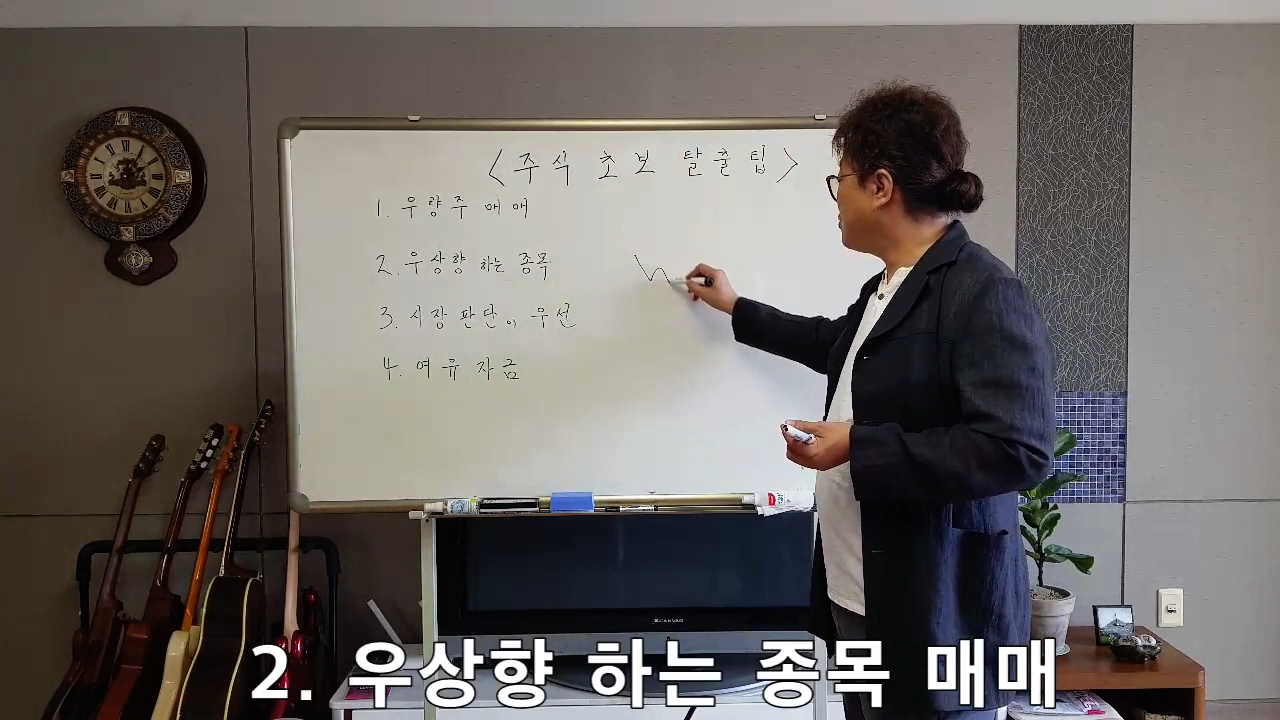 <주식 초보 탈출팁>
1. 우량주 매매
2. 우상향 하는 종목
3. 시장판단이 우선
4. 여유자금
XCANVAS
2. 우상향 하는 종목 매매